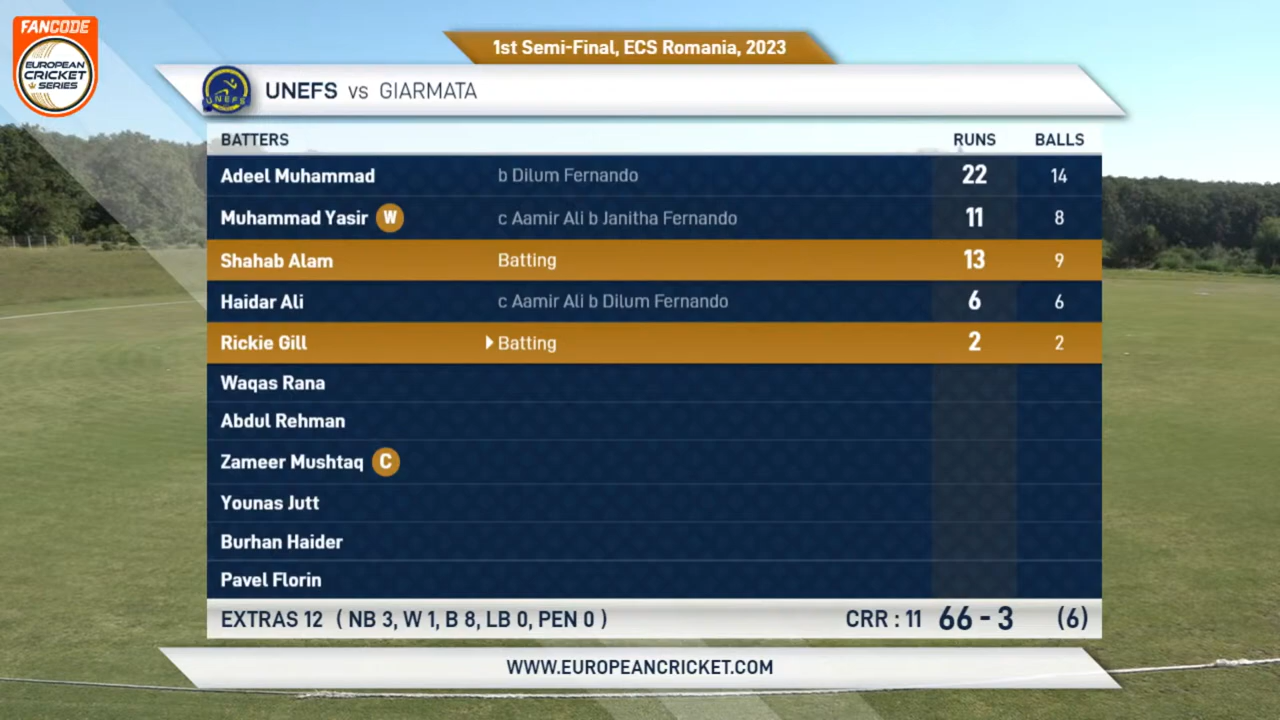 FANCODE
EUROPEAN
CRICKET
SERIES
1st Semi-Final, ECS Romania, 2023
UNEFS
UNEFS vs GIARMATA
BATTERS RUNS BALLS
Adeel Muhammad b Dilum Fernando 22 14
Muhammad Yasir W c Aamir Ali b Janitha Fernando 11 8
Shahab Alam Batting 13 9
Haidar Ali c Aamir Ali b Dilum Fernando 6 6
Rickie Gill Batting 2 2
Waqas Rana
Abdul Rehman
Zameer Mushtaq C
Younas Jutt
Burhan Haider
Pavel Florin
EXTRAS 12 ( NB 3, W 1, B 8, LB 0, PEN 0 ) CRR : 11 66 - 3 (6)
WWW.EUROPEANCRICKET.COM